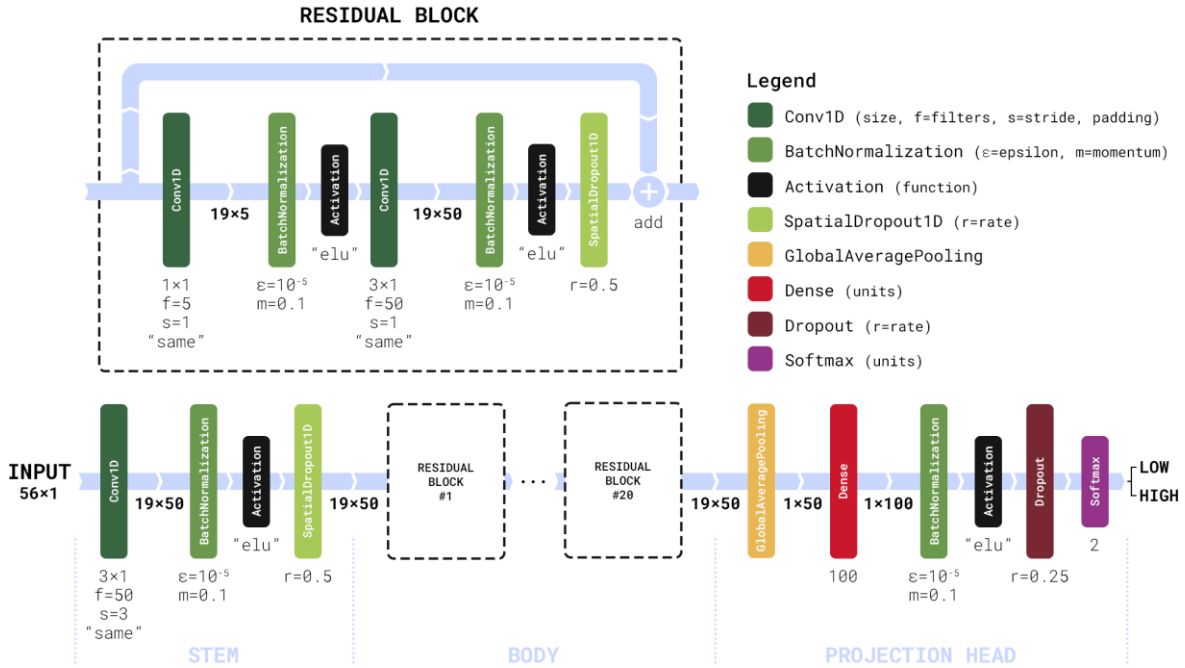 RESIDUAL BLOCK
Conv1D
19×5
BatchNormalization
Activation
Conv1D
19×50
BatchNormalization
Activation
SpatialDropout1D
add
"elu"
"elu"
1×1
f=5
s=1
"same"
ε=10⁻⁵
m=0.1
3×1
f=50
s=1
"same"
ε=10⁻⁵
m=0.1
r=0.5
Legend
Conv1D (size, f=filters, s=stride, padding)
BatchNormalization (ε=epsilon, m=momentum)
Activation (function)
SpatialDropout1D (r=rate)
GlobalAveragePooling
Dense (units)
Dropout (r=rate)
Softmax (units)
INPUT
56×1
Conv1D
19×50
BatchNormalization
Activation
SpatialDropout1D
19×50
RESIDUAL
BLOCK
#1
...
RESIDUAL
BLOCK
#20
19×50
GlobalAveragePooling
1×50
Dense
1×100
BatchNormalization
Activation
Dropout
Softmax
LOW
HIGH
3×1
f=50
s=3
"same"
ε=10⁻⁵
m=0.1
"elu"
r=0.5
100
ε=10⁻⁵
m=0.1
"elu"
r=0.25
2
STEM
BODY
PROJECTION HEAD